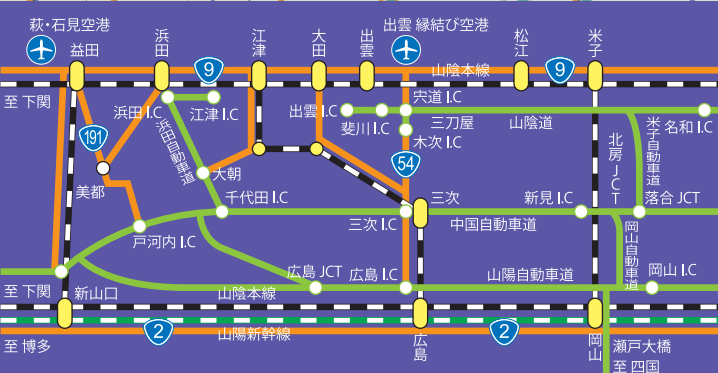 萩・石見空港
出雲 縁結び空港
益田
浜田
江津
大田
出雲
松江
米子
9
山陰本線
9
至 下関
浜田 I.C
江津 I.C
出雲 I.C
斐川 I.C
宍道 I.C
三刀屋
木次 I.C
山陰道
名和 I.C
191
浜田自動車道
54
北房JCT
米子自動車道
美都
大朝
千代田 I.C
三次
三次 I.C
新見 I.C
落合 JCT
中国自動車道
戸河内 I.C
岡山自動車道
広島 JCT
広島 I.C
山陽自動車道
岡山 I.C
至 下関
新山口
山陰本線
2
山陽新幹線
2
広島
岡山
至 博多
瀬戸大橋
至 四国